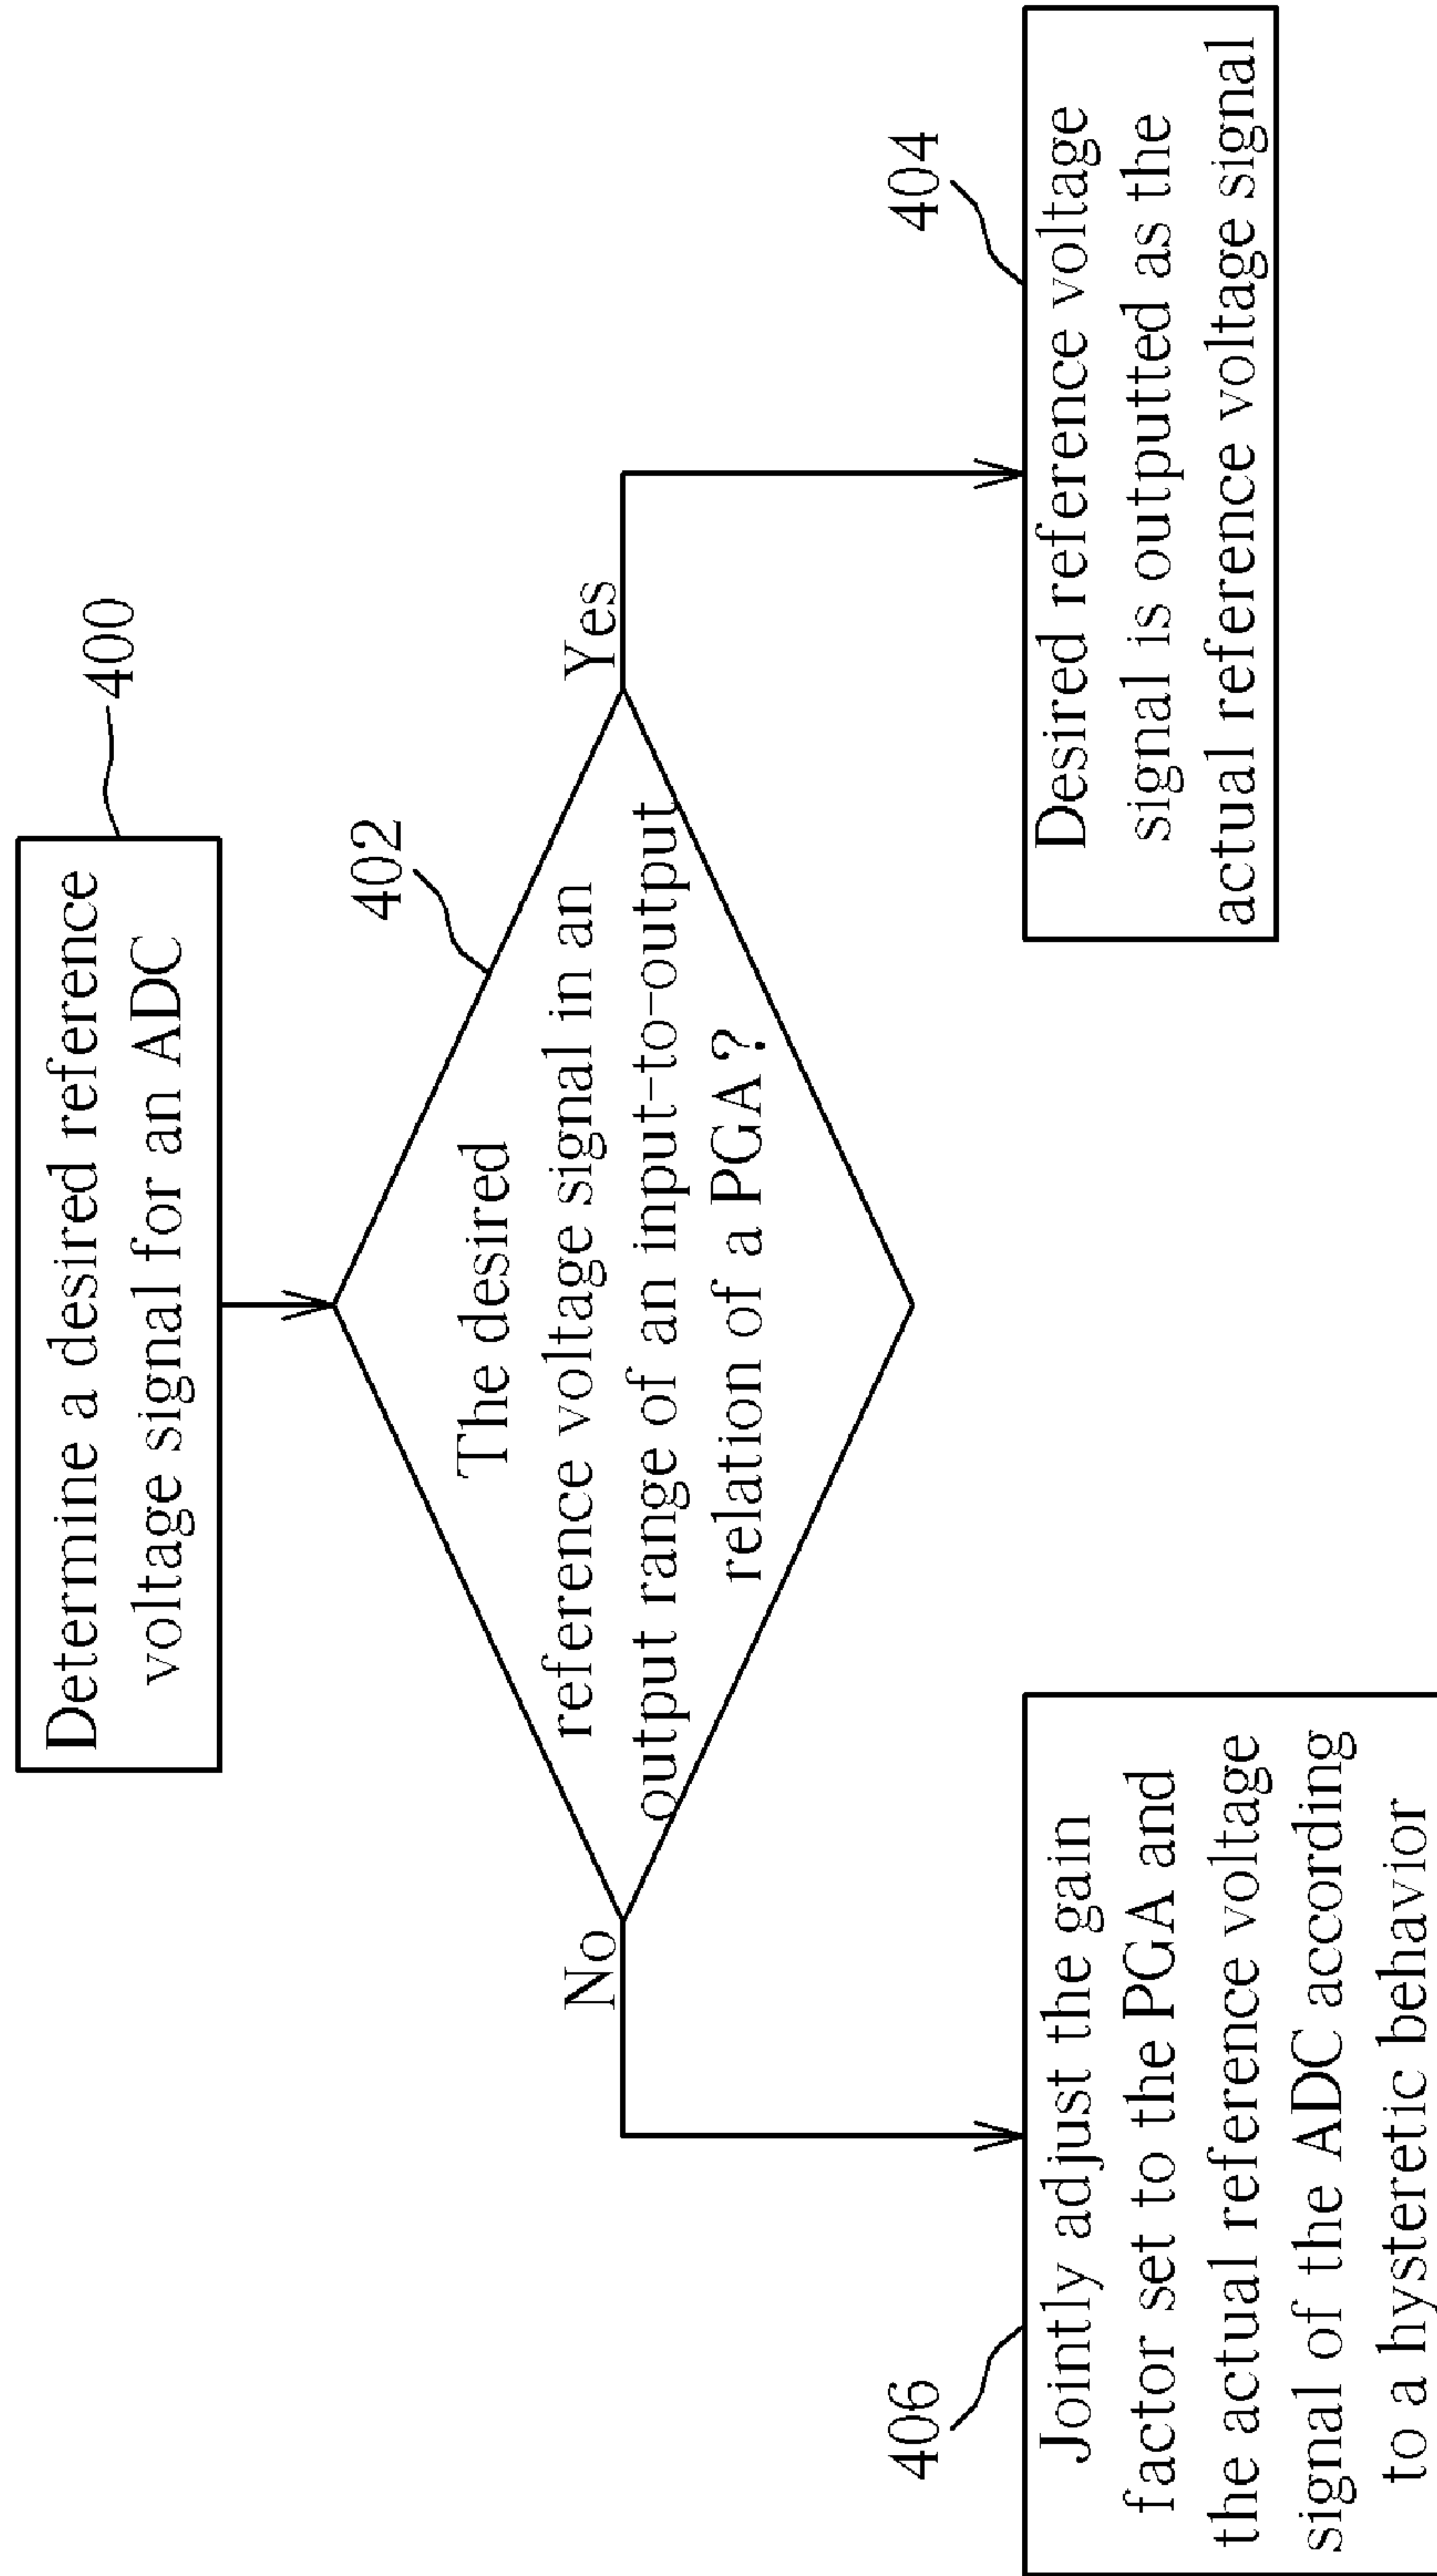 400
Determine a desired reference
voltage signal for an ADC
402
The desired
reference voltage signal in an
output range of an input-to-output
relation of a PGA?
No
Yes
406
Jointly adjust the gain
factor set to the PGA and
the actual reference voltage
signal of the ADC according
to a hysteretic behavior
404
Desired reference voltage
signal is outputted as the
actual reference voltage signal